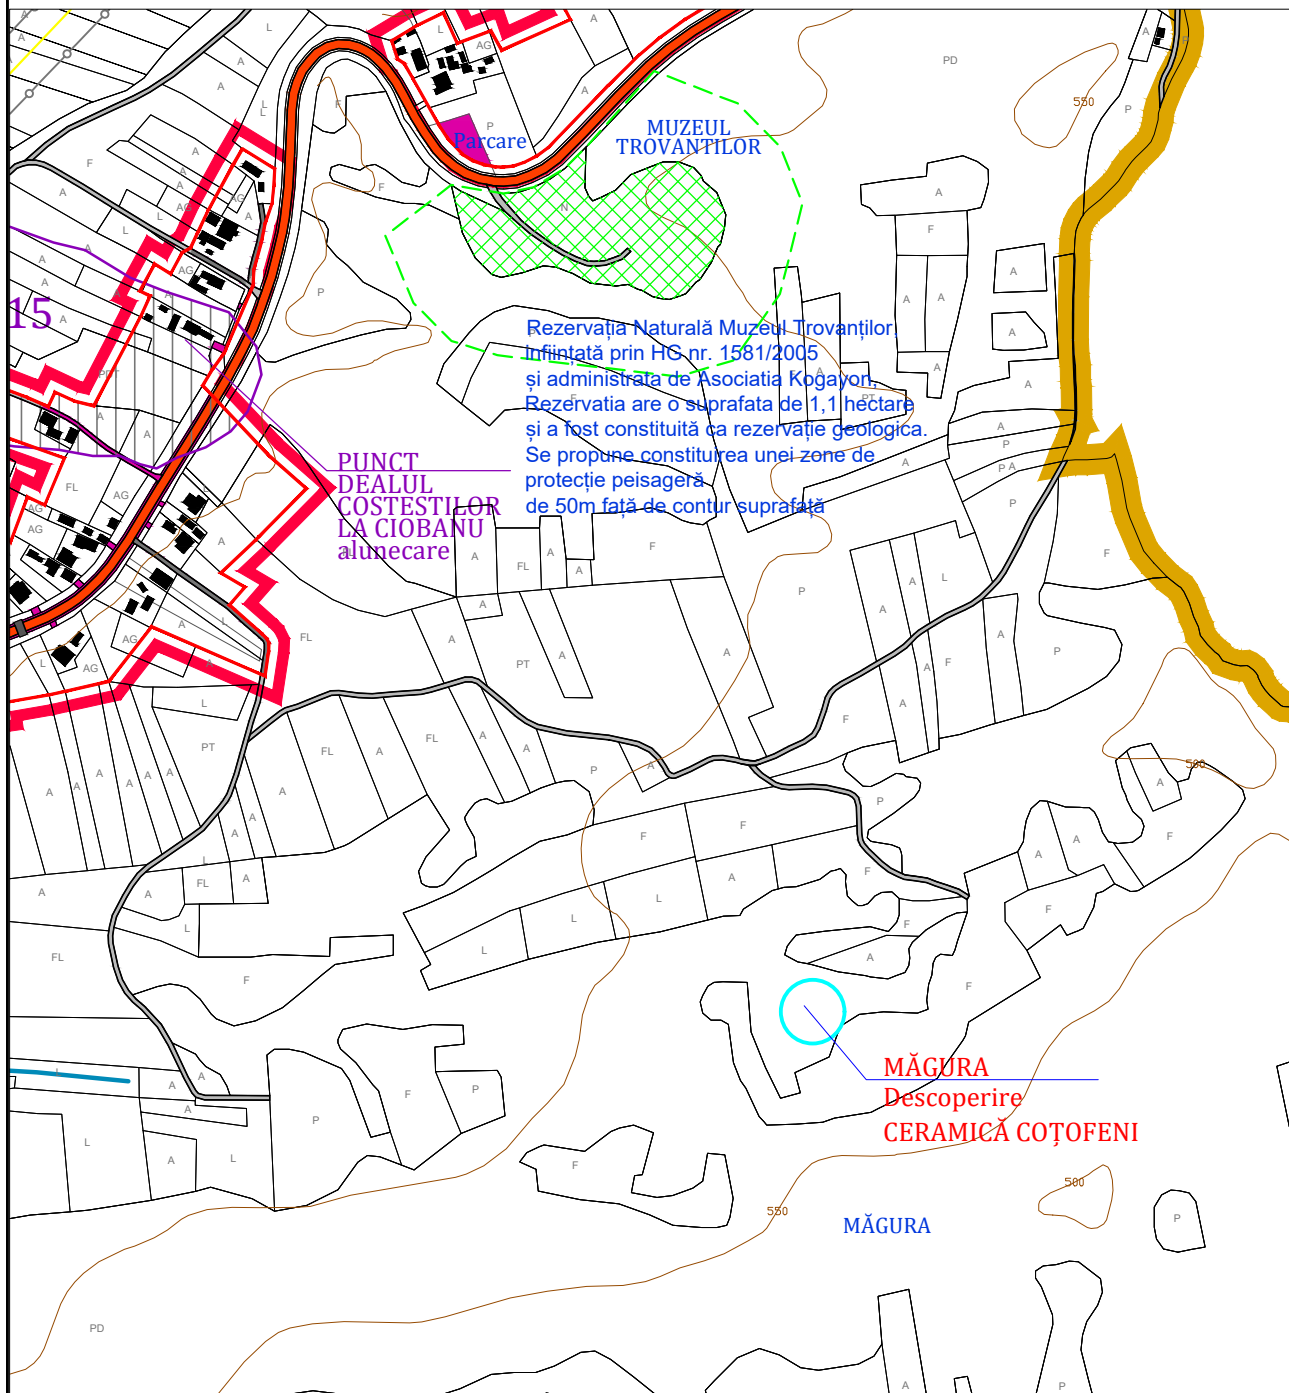 Parcare
MUZEUL
TROVANȚILOR
Rezervația Naturală Muzeul Trovanților,
înființată prin HG nr. 1581/2005
și administrata de Asociatia Kogayon.
Rezervatia are o suprafata de 1,1 hectare
și a fost constituită ca rezervație geologica.
Se propune constituirea unei zone de
protecție peisageră
de 50m față de contur suprafață
15
PUNCT
DEALUL
COSTEȘTILOR
LA CIOBANU
alunecare
MĂGURA
Descoperire
CERAMICĂ COȚOFENI
MĂGURA
550
500
500
550
PD
PD